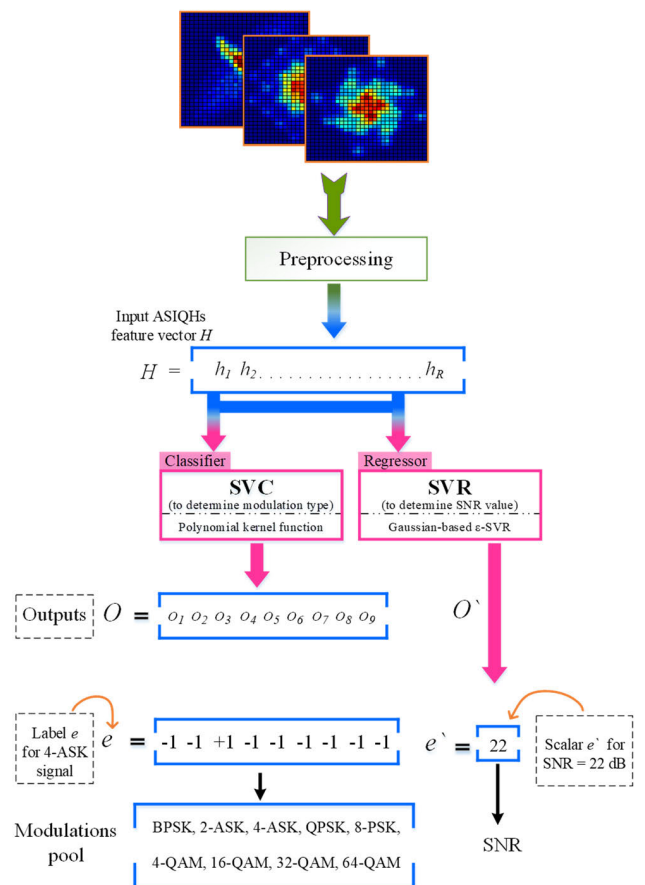 Preprocessing
Input ASIQHs
feature vector H
H = h1 h2 . . . . . . . . . . . . . . . . . hR
Classifier
SVC
(to determine modulation type)
Polynomial kernel function
Regressor
SVR
(to determine SNR value)
Gaussian-based ε-SVR
Outputs O = o1 o2 o3 o4 o5 o6 o7 o8 o9
O`
Label e
for 4-ASK
signal
e = -1 -1 +1 -1 -1 -1 -1 -1 -1
e` = 22
Scalar e` for
SNR = 22 dB
Modulations
pool
BPSK, 2-ASK, 4-ASK, QPSK, 8-PSK,
4-QAM, 16-QAM, 32-QAM, 64-QAM
SNR